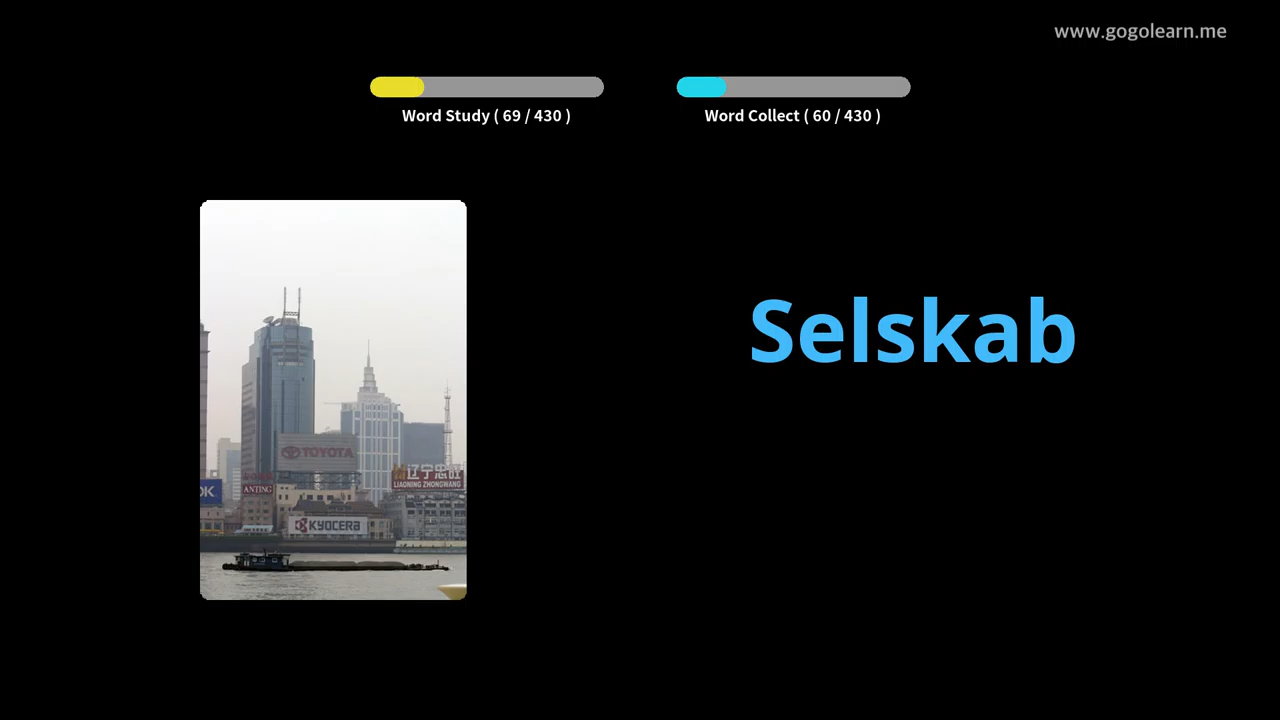 www.gogolearn.me
Word Study ( 69 / 430 )
Word Collect ( 60 / 430 )
Selskab
TOYOTA
辽宁忠旺
LIAONING ZHONGWANG
OK
ANTING
KYOCERA